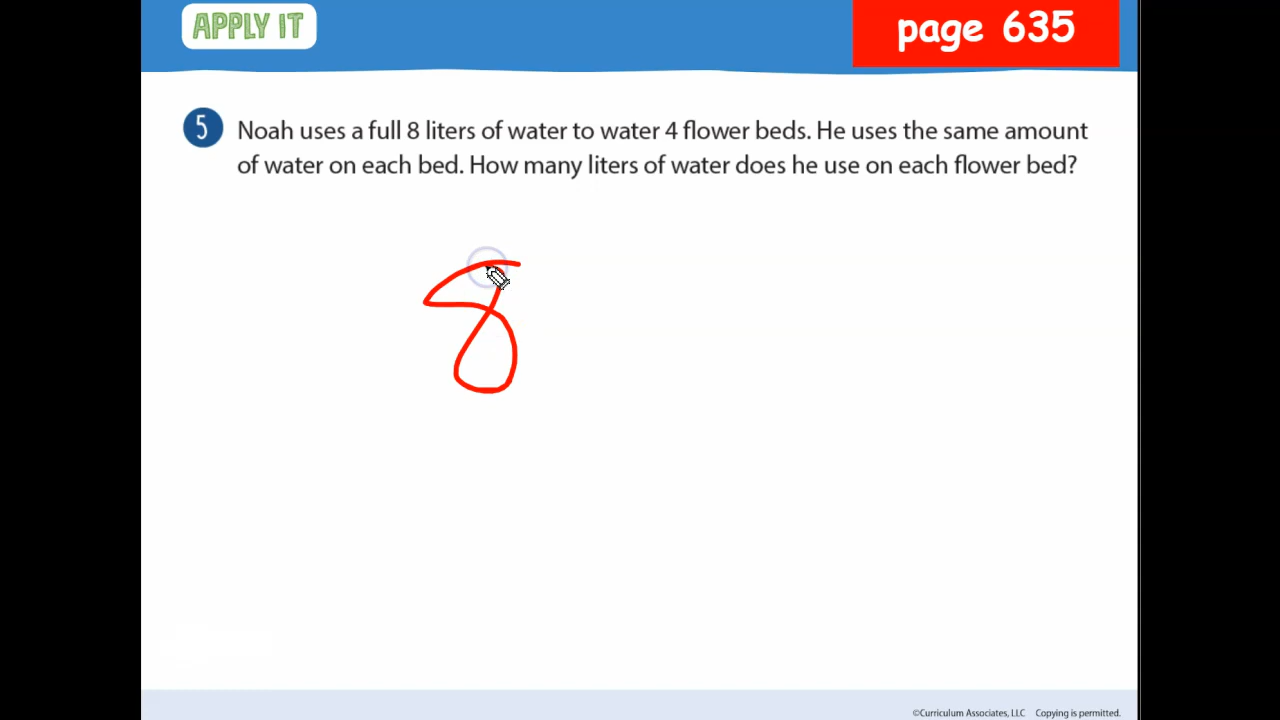 APPLY IT
page 635
5 Noah uses a full 8 liters of water to water 4 flower beds. He uses the same amount
of water on each bed. How many liters of water does he use on each flower bed?
8
©Curriculum Associates, LLC Copying is permitted.